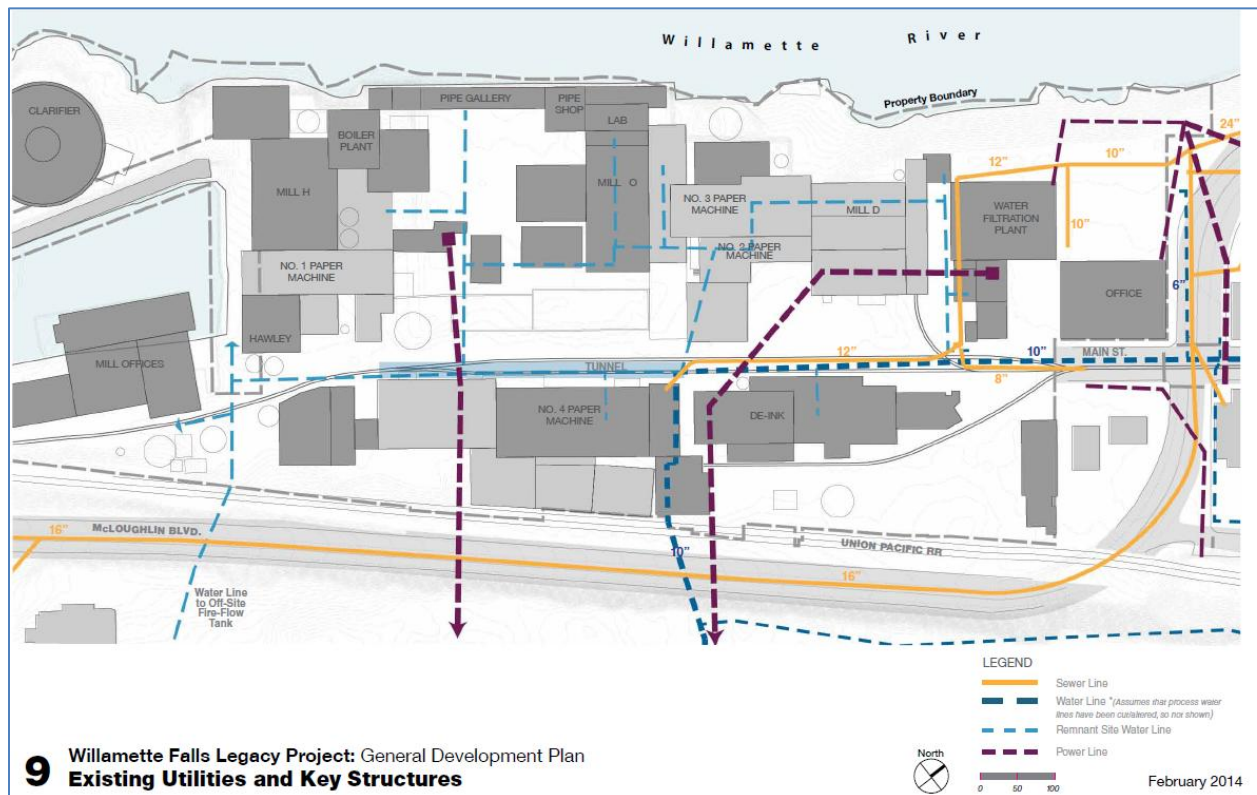 Willamette River
Property Boundary
CLARIFIER
PIPE GALLERY
PIPE
SHOP
LAB
BOILER
PLANT
MILL H
MILL O
NO. 3 PAPER
MACHINE
MILL D
WATER
FILTRATION
PLANT
12"
10"
24"
10"
NO. 2 PAPER
MACHINE
NO. 1 PAPER
MACHINE
OFFICE
6"
HAWLEY
MILL OFFICES
TUNNEL
12"
10"
MAIN ST.
8"
NO. 4 PAPER
MACHINE
DE-INK
16"
McLOUGHLIN BLVD.
10"
UNION PACIFIC RR
16"
Water Line
to Off-Site
Fire-Flow
Tank
LEGEND
Sewer Line
Water Line *(Assumes that process water
lines have been cut/altered, so not shown)
Remnant Site Water Line
Power Line
North
0 50 100
9 Willamette Falls Legacy Project: General Development Plan
Existing Utilities and Key Structures
February 2014